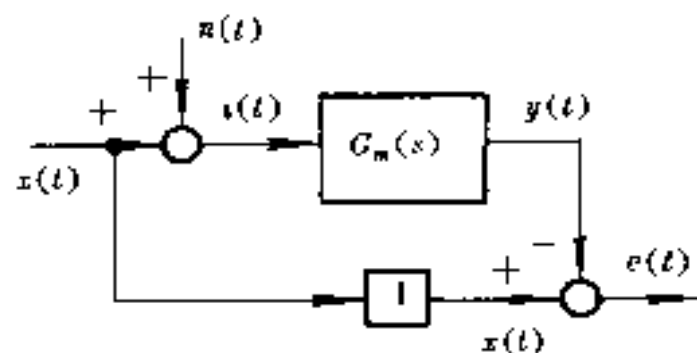 n(t)
+
+
i(t)
G_m(s)
y(t)
x(t)
−
+
e(t)
1
x(t)